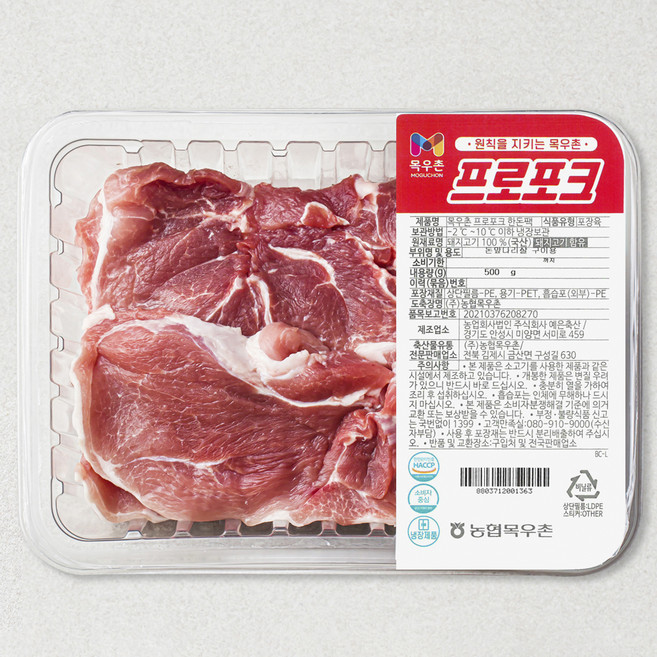 원칙을 지키는 목우촌
목우촌
MOGUCHON
프로포크
제품명 목우촌 프로포크 한돈팩 식품유형 포장육
보관방법 -2℃~10℃ 이하 냉장보관
원재료명 돼지고기 100 % (국산) 돼지고기 함유
부위명 및 용도 돈앞다리살 구이용
소비기한 까지
내용량(g) 500 g
이력(묶음)번호
포장재질 상단필름-PE, 용기-PET, 흡습포(외부)-PE
도축장명 (주)농협목우촌
품목보고번호 20210376208270
제조업소 농업회사법인 주식회사 예은축산 /
경기도 안성시 미양면 서미로 459
축산물유통 (주)농협목우촌/
전문판매업소 전북 김제시 금산면 구성길 630
주의사항 • 본 제품은 소고기를 사용한 제품과 같은
시설에서 제조하고 있습니다. • 개봉한 제품은 변질 우려
가 있으니 반드시 바로 드십시오. • 충분히 열을 가하여
조리 후 섭취하십시오. • 흡습포는 인체에 무해하나 드시
지 마십시오. • 본 제품은 소비자분쟁해결 기준에 의거
교환 또는 보상받을 수 있습니다. • 부정·불량식품 신고
는 국번없이 1399 • 고객만족실:080-910-9000(수신
자부담) • 사용 후 포장재는 반드시 분리배출하여 주십시
오. • 반품 및 교환장소:구입처 및 전국판매업소
BC-L
HACCP
소비자
중심
냉장제품
8803712001363
비닐류
상단필름:LDPE
스티커:OTHER
농협목우촌